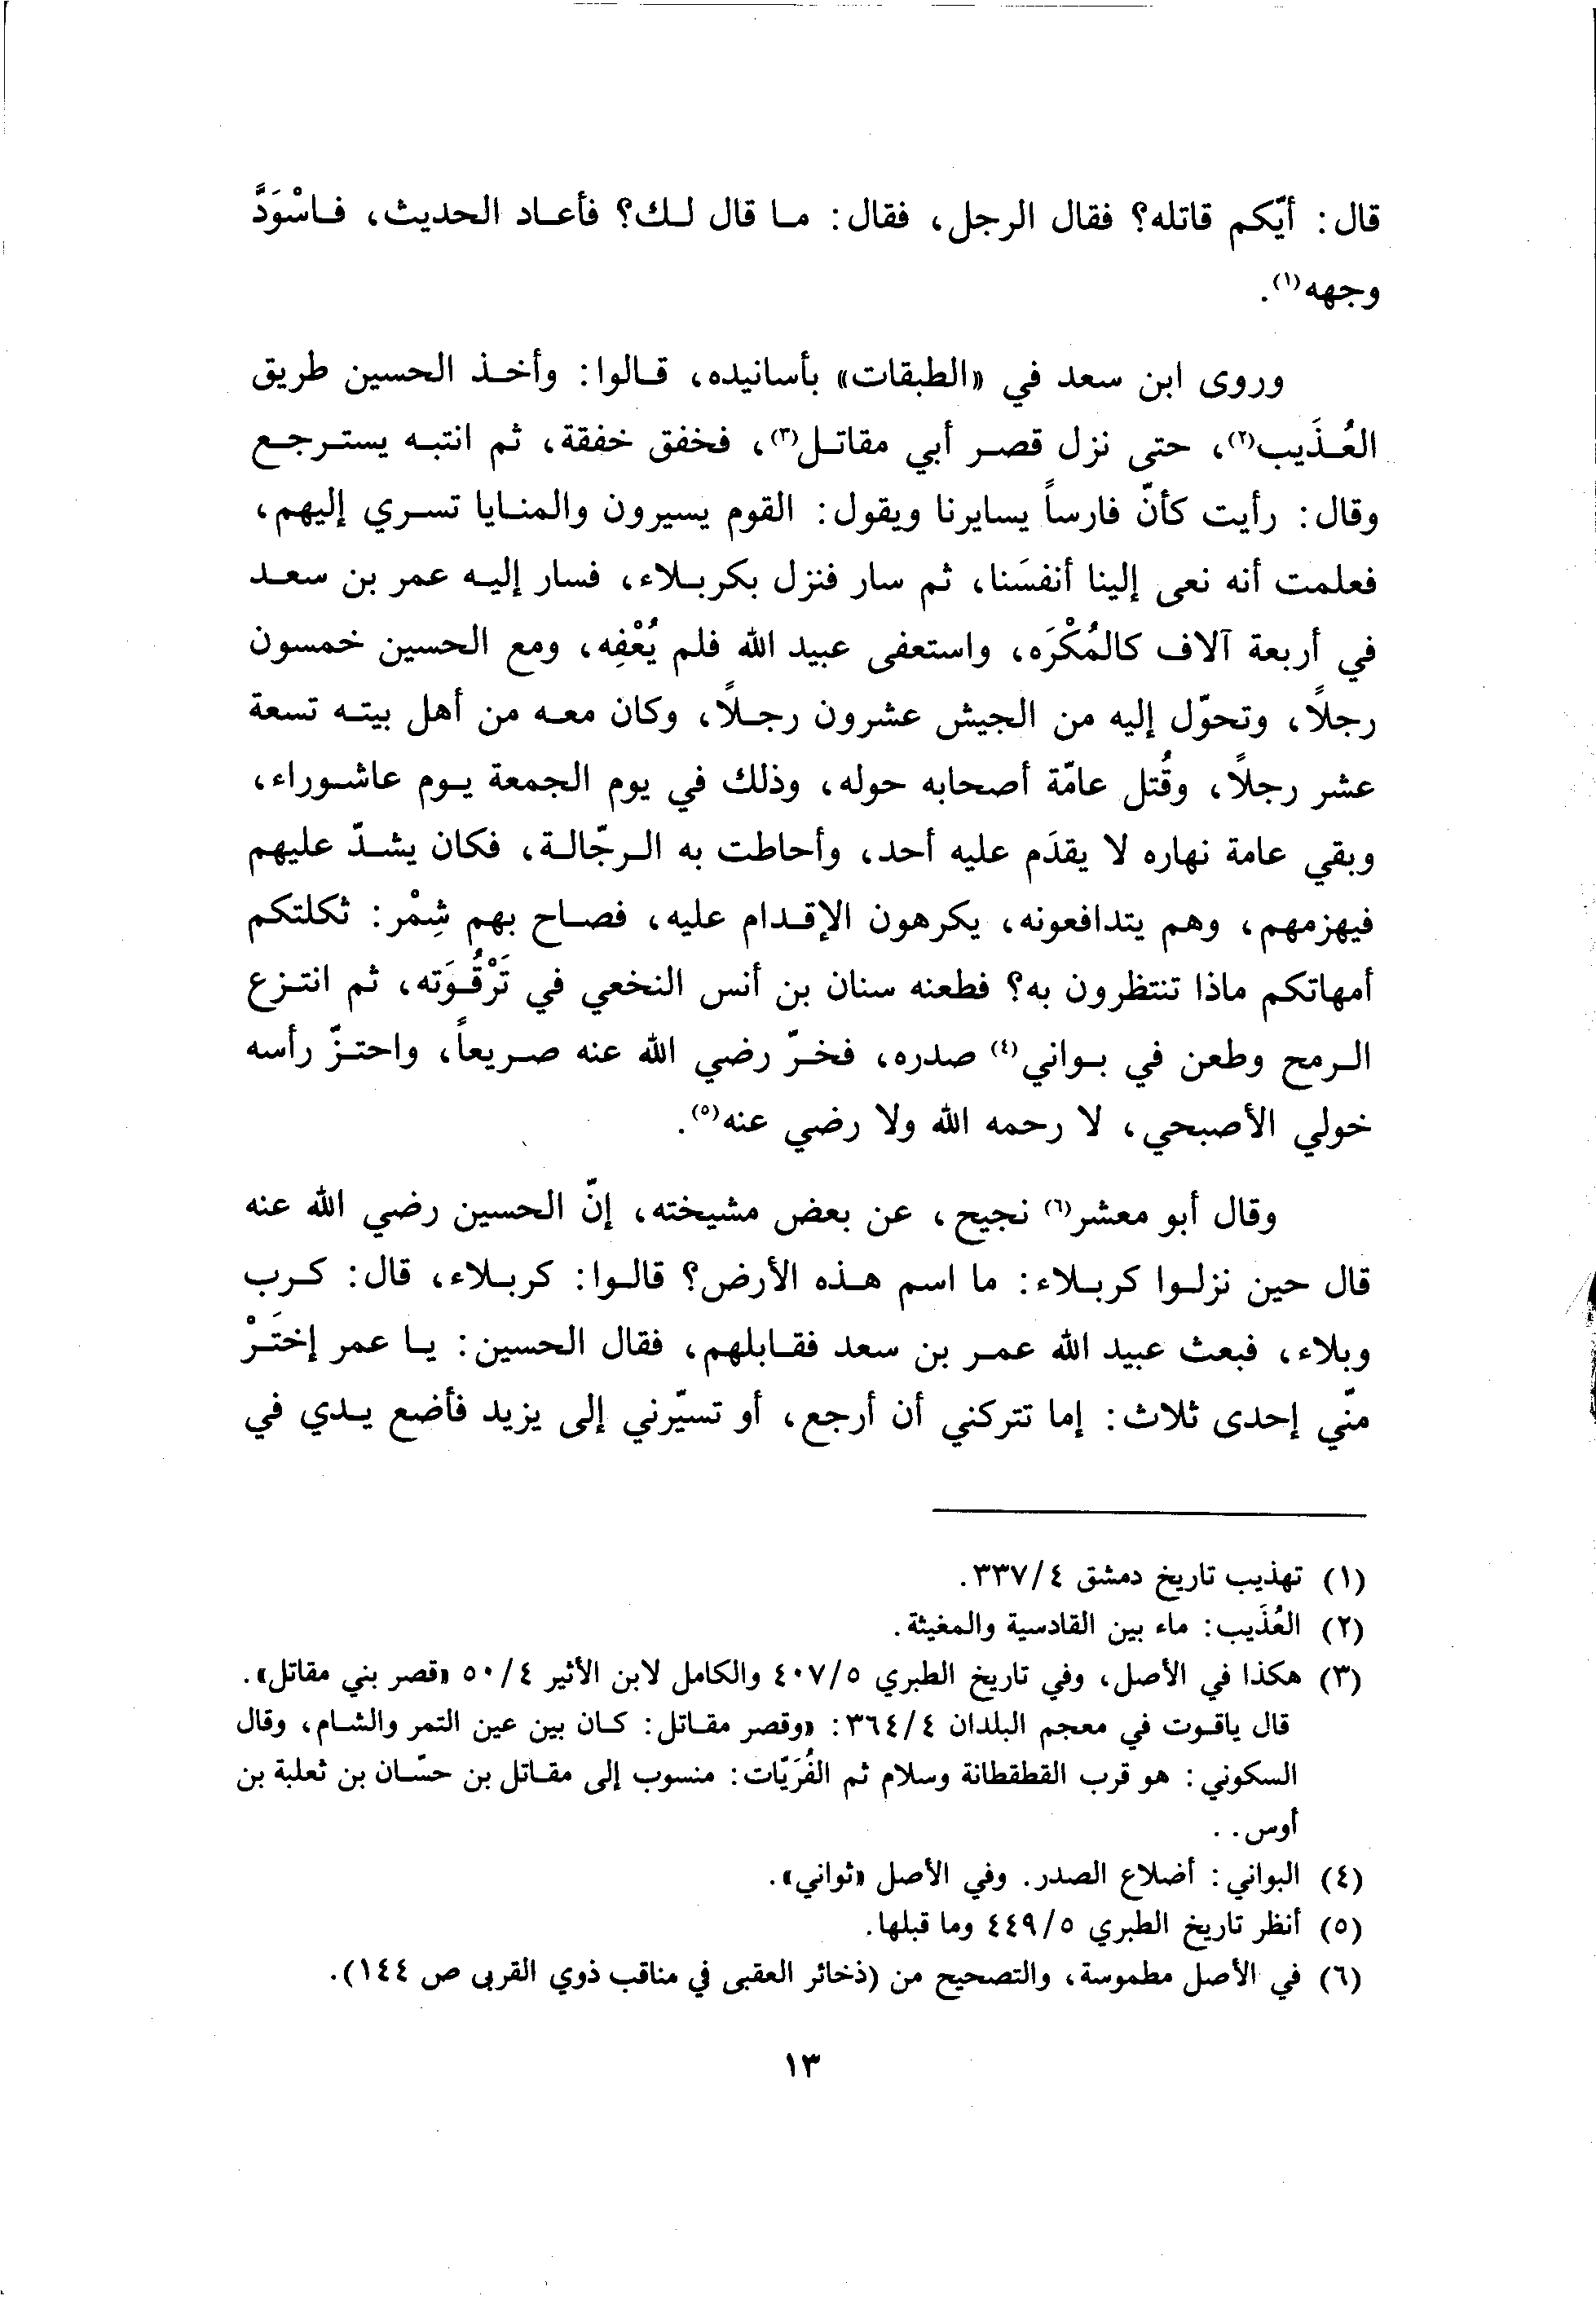 قال: أيّكم قاتله؟ فقال الرجل، فقال: ما قال لك؟ فأعاد الحديث، فاسْوَدَّ
وجهه(١).
وروى ابن سعد في «الطبقات» بأسانيده، قالوا: وأخذ الحسين طريق
العُذَيب(٢)، حتى نزل قصر أبي مقاتل(٣)، فخفق خفقة، ثم انتبه يسترجع
وقال: رأيت كأنّ فارساً يسايرنا ويقول: القوم يسيرون والمنايا تسري إليهم،
فعلمت أنه نعى إلينا أنفسَنا، ثم سار فنزل بكربلاء، فسار إليه عمر بن سعد
في أربعة آلاف كالمُكْرَه، واستعفى عبيد الله فلم يُعْفِه، ومع الحسين خمسون
رجلاً، وتحوّل إليه من الجيش عشرون رجلاً، وكان معه من أهل بيته تسعة
عشر رجلاً، وقُتل عامّة أصحابه حوله، وذلك في يوم الجمعة يوم عاشوراء،
وبقي عامة نهاره لا يقدَم عليه أحد، وأحاطت به الرجّالة، فكان يشدّ عليهم
فيهزمهم، وهم يتدافعونه، يكرهون الإقدام عليه، فصاح بهم شِمْر: ثكلتكم
أمهاتكم ماذا تنتظرون به؟ فطعنه سنان بن أنس النخعي في تَرْقُوَته، ثم انتزع
الرمح وطعن في بواني(٤) صدره، فخرّ رضي الله عنه صريعاً، واحتزّ رأسه
خولي الأصبحي، لا رحمه الله ولا رضي عنه(٥).
وقال أبو معشر(٦) نجيح، عن بعض مشيخته، إنّ الحسين رضي الله عنه
قال حين نزلوا كربلاء: ما اسم هذه الأرض؟ قالوا: كربلاء، قال: كرب
وبلاء، فبعث عبيد الله عمر بن سعد فقابلهم، فقال الحسين: يا عمر إختَرْ
منّي إحدى ثلاث: إما تتركني أن أرجع، أو تسيّرني إلى يزيد فأضع يدي في
(١) تهذيب تاريخ دمشق ٣٣٧/٤.
(٢) العُذَيب: ماء بين القادسية والمغيثة.
(٣) هكذا في الأصل، وفي تاريخ الطبري ٤٠٧/٥ والكامل لابن الأثير ٥٠/٤ «قصر بني مقاتل».
قال ياقوت في معجم البلدان ٣٦٤/٤: «وقصر مقاتل: كان بين عين التمر والشام، وقال
السكوني: هو قرب القطقطانة وسلام ثم القُرَيّات: منسوب إلى مقاتل بن حسّان بن ثعلبة بن
أوس..
(٤) البواني: أضلاع الصدر. وفي الأصل «ثواني».
(٥) أنظر تاريخ الطبري ٤٤٩/٥ وما قبلها.
(٦) في الأصل مطموسة، والتصحيح من (ذخائر العقبى في مناقب ذوي القربى ص ١٤٤).
١٣